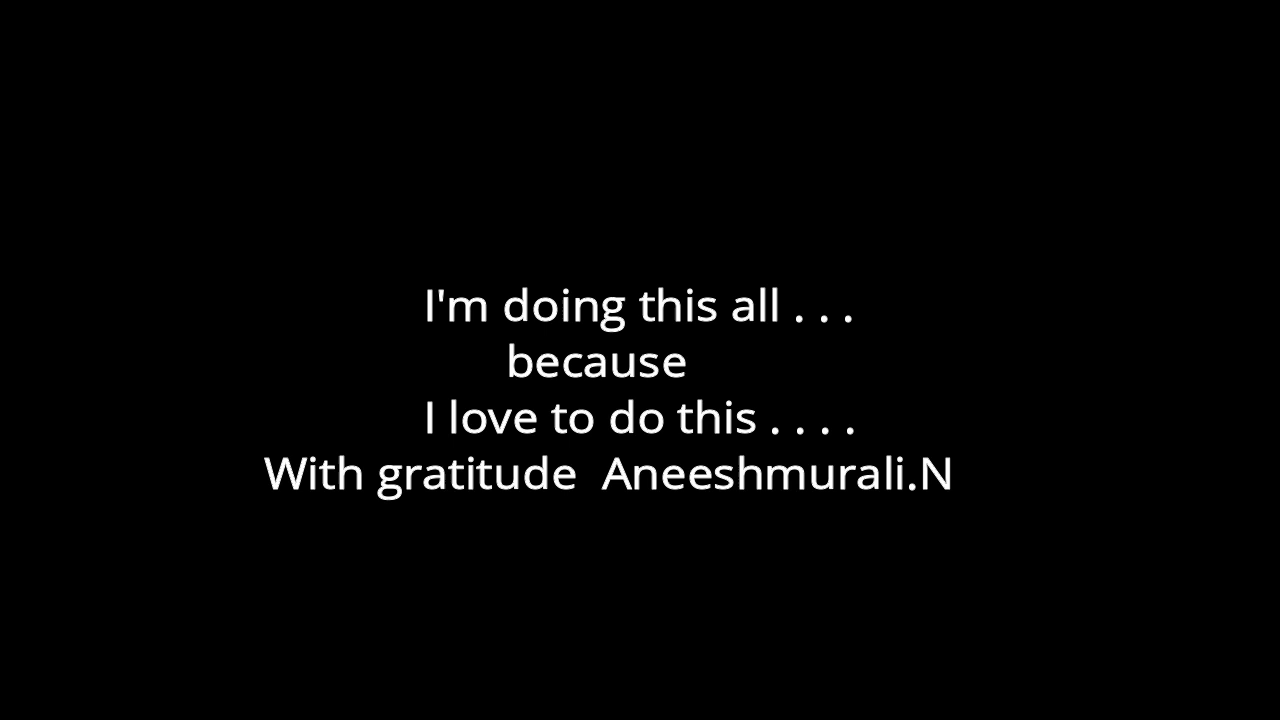 I'm doing this all . . .
because
I love to do this . . . .
With gratitude  Aneeshmurali.N